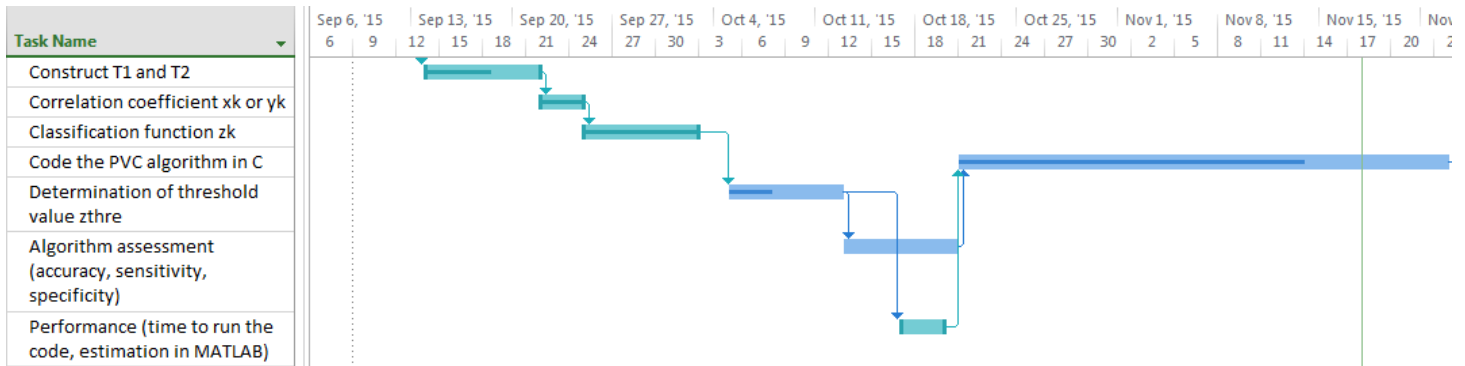 Sep 6, '15 Sep 13, '15 Sep 20, '15 Sep 27, '15 Oct 4, '15 Oct 11, '15 Oct 18, '15 Oct 25, '15 Nov 1, '15 Nov 8, '15 Nov 15, '15 Nov
Task Name 6 9 12 15 18 21 24 27 30 3 6 9 12 15 18 21 24 27 30 2 5 8 11 14 17 20 2
Construct T1 and T2
Correlation coefficient xk or yk
Classification function zk
Code the PVC algorithm in C
Determination of threshold
value zthre
Algorithm assessment
(accuracy, sensitivity,
specificity)
Performance (time to run the
code, estimation in MATLAB)